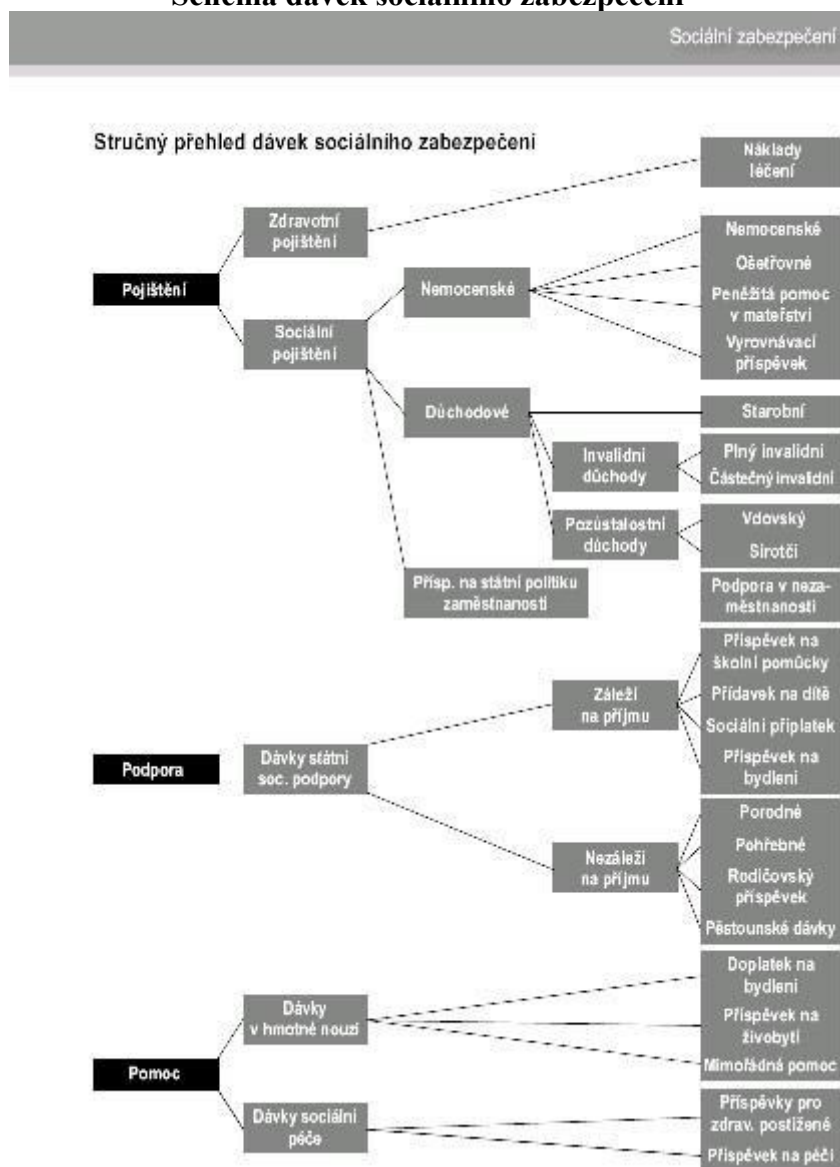 Schéma dávek sociálního zabezpečení
Sociální zabezpečení
Stručný přehled dávek sociálního zabezpečení
Náklady
léčení
Zdravotní
pojištění
Nemocenské
Ošetřovné
Pojištění
Nemocenské
Peněžitá pomoc
v mateřství
Sociální
pojištění
Vyrovnávací
příspěvek
Důchodové
Starobní
Invalidní
důchody
Plný invalidní
Částečný invalidní
Pozůstalostní
důchody
Vdovský
Sirotčí
Přísp. na státní politiku
zaměstnanosti
Podpora v neza-
městnanosti
Příspěvek na
školní pomůcky
Záleží
na příjmu
Přídavek na dítě
Sociální příplatek
Podpora
Dávky státní
soc. podpory
Příspěvek na
bydlení
Porodné
Pohřebné
Nezáleží
na příjmu
Rodičovský
příspěvek
Pěstounské dávky
Doplatek na
bydlení
Dávky
v hmotné nouzi
Příspěvek na
živobytí
Mimořádná pomoc
Pomoc
Dávky sociální
péče
Příspěvky pro
zdrav. postižené
Příspěvek na péči